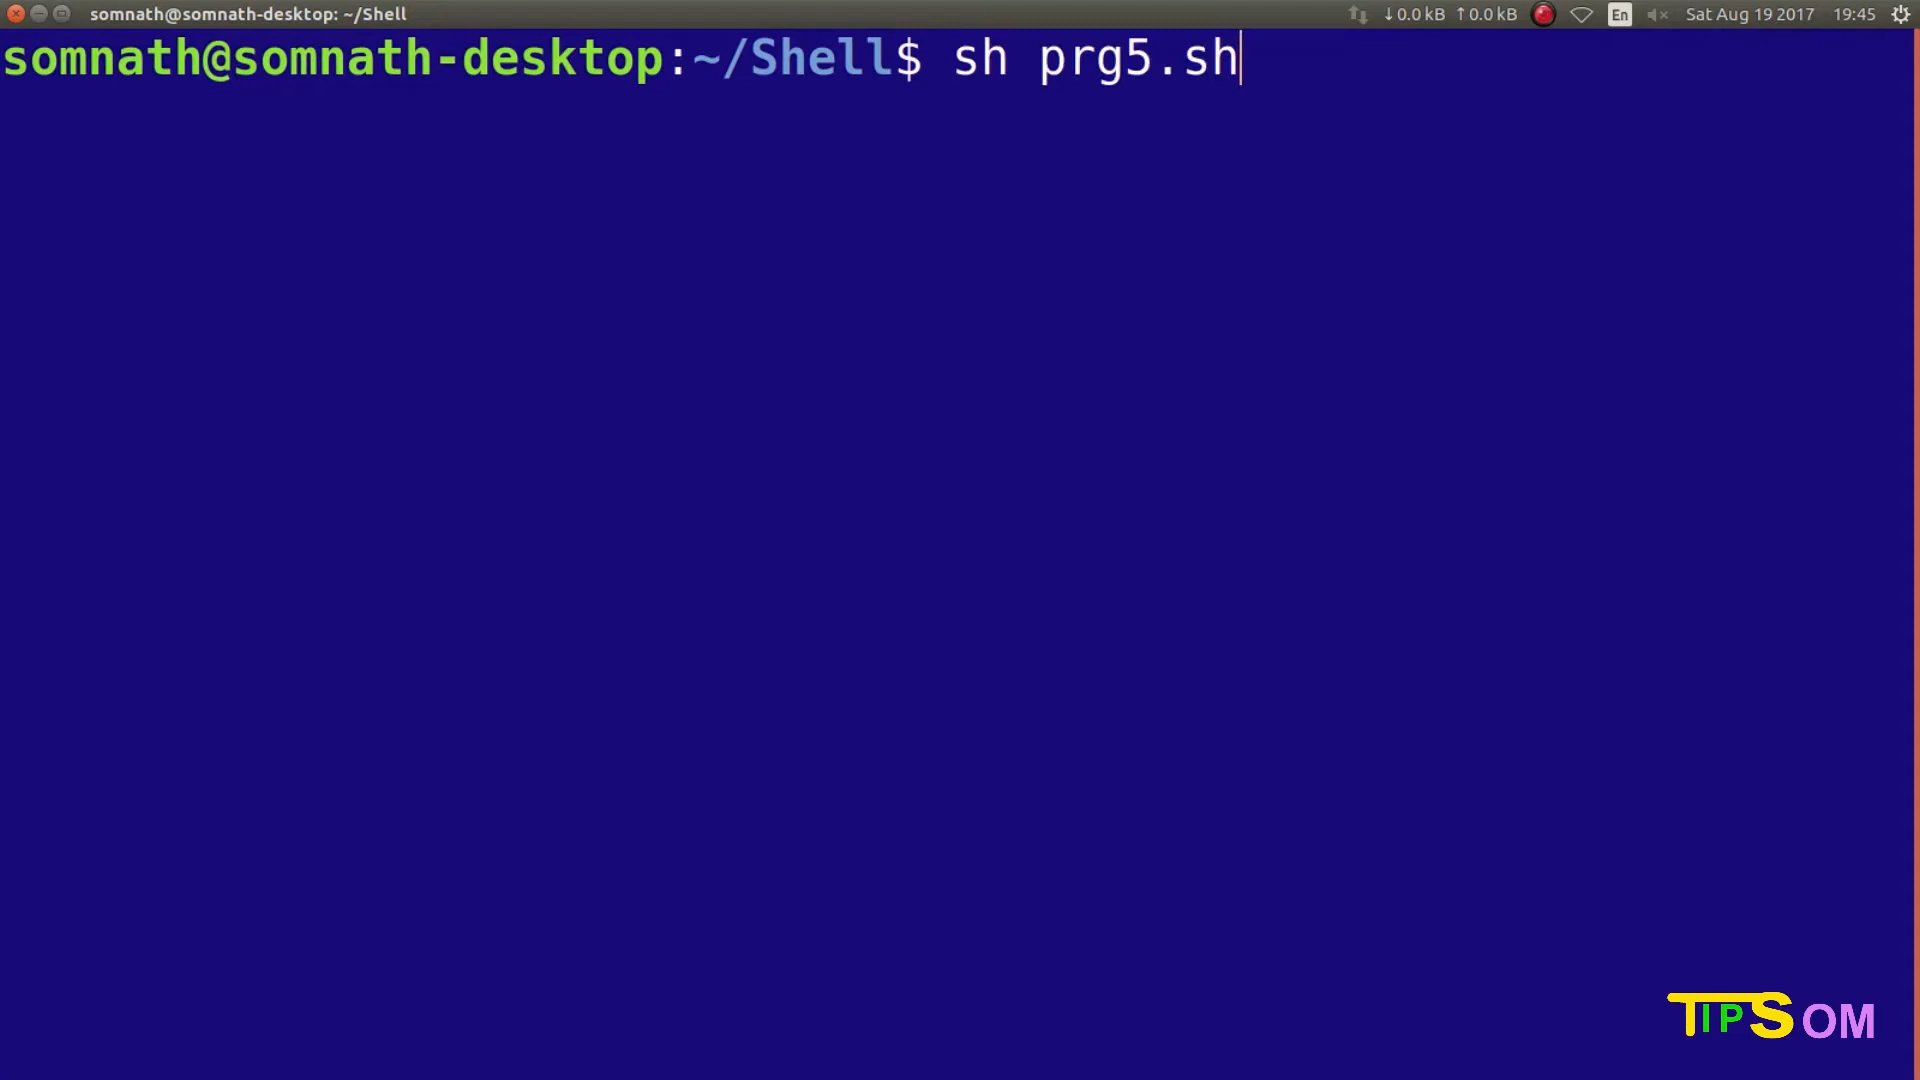 somnath@somnath-desktop: ~/Shell ↓0.0 kB ↑0.0 kB En Sat Aug 19 2017 19:45
somnath@somnath-desktop:~/Shell$ sh prg5.sh
TIPSOM